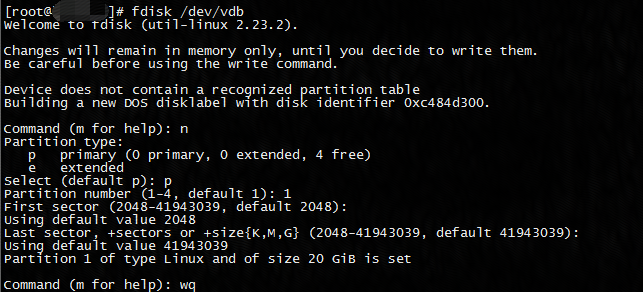 [root@ ]# fdisk /dev/vdb
Welcome to fdisk (util-linux 2.23.2).
Changes will remain in memory only, until you decide to write them.
Be careful before using the write command.
Device does not contain a recognized partition table
Building a new DOS disklabel with disk identifier 0xc484d300.
Command (m for help): n
Partition type:
   p   primary (0 primary, 0 extended, 4 free)
   e   extended
Select (default p): p
Partition number (1-4, default 1): 1
First sector (2048-41943039, default 2048):
Using default value 2048
Last sector, +sectors or +size{K,M,G} (2048-41943039, default 41943039):
Using default value 41943039
Partition 1 of type Linux and of size 20 GiB is set
Command (m for help): wq